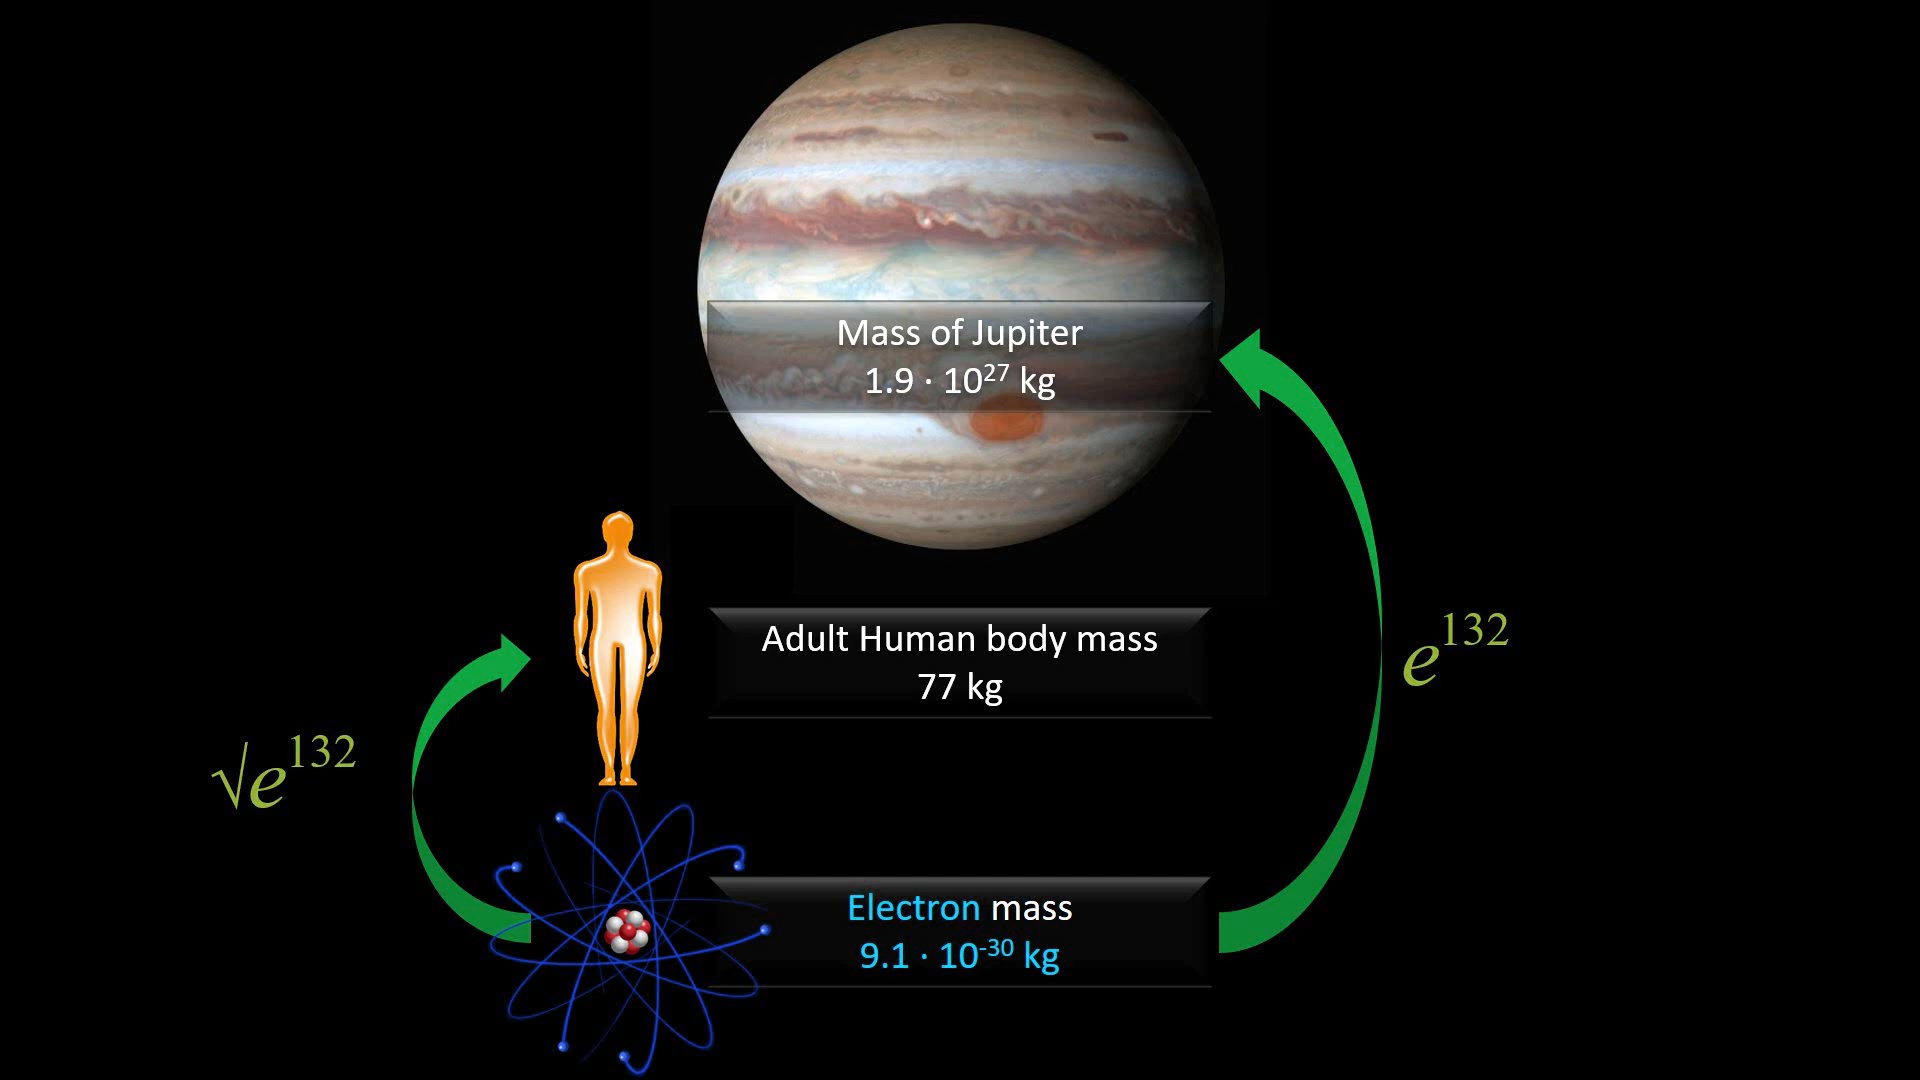 Mass of Jupiter
1.9 · 10²⁷ kg
Adult Human body mass
77 kg
e¹³²
√e¹³²
Electron mass
9.1 · 10⁻³⁰ kg